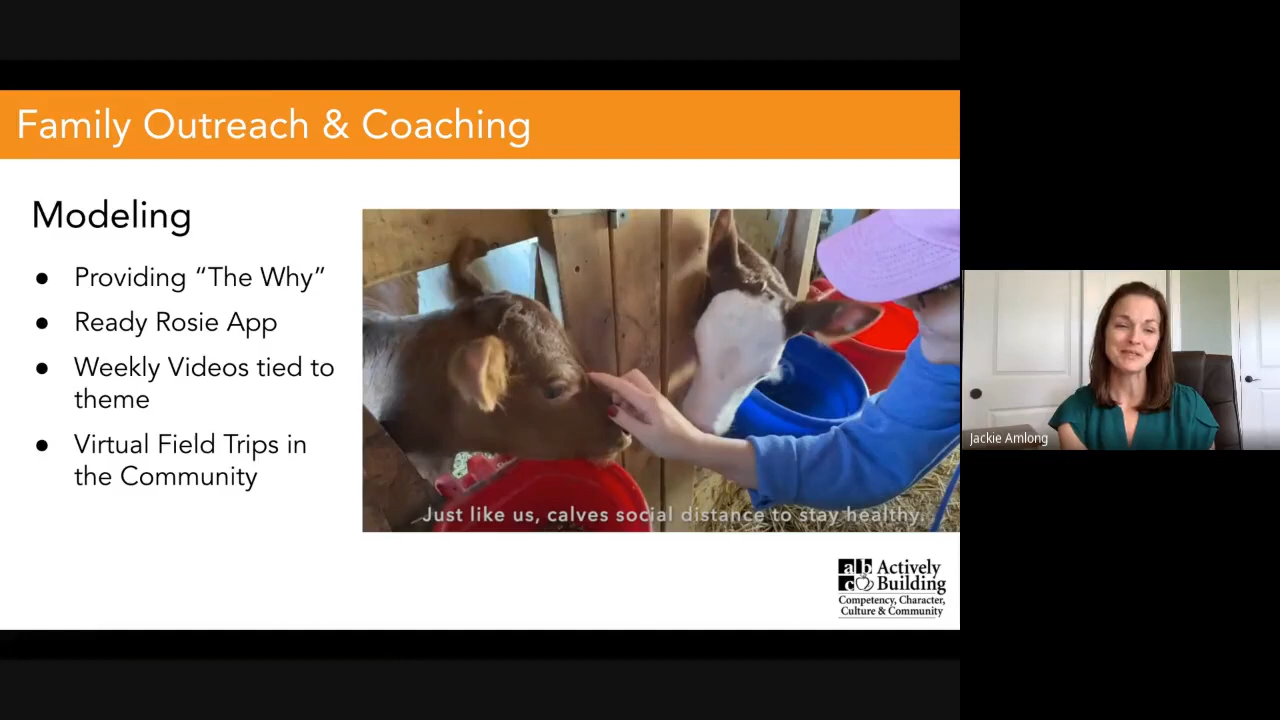 Family Outreach & Coaching
Modeling
● Providing “The Why”
● Ready Rosie App
● Weekly Videos tied to
theme
● Virtual Field Trips in
the Community
Just like us, calves social distance to stay healthy.
a b c Actively
Building
Competency, Character,
Culture & Community
Jackie Amlong